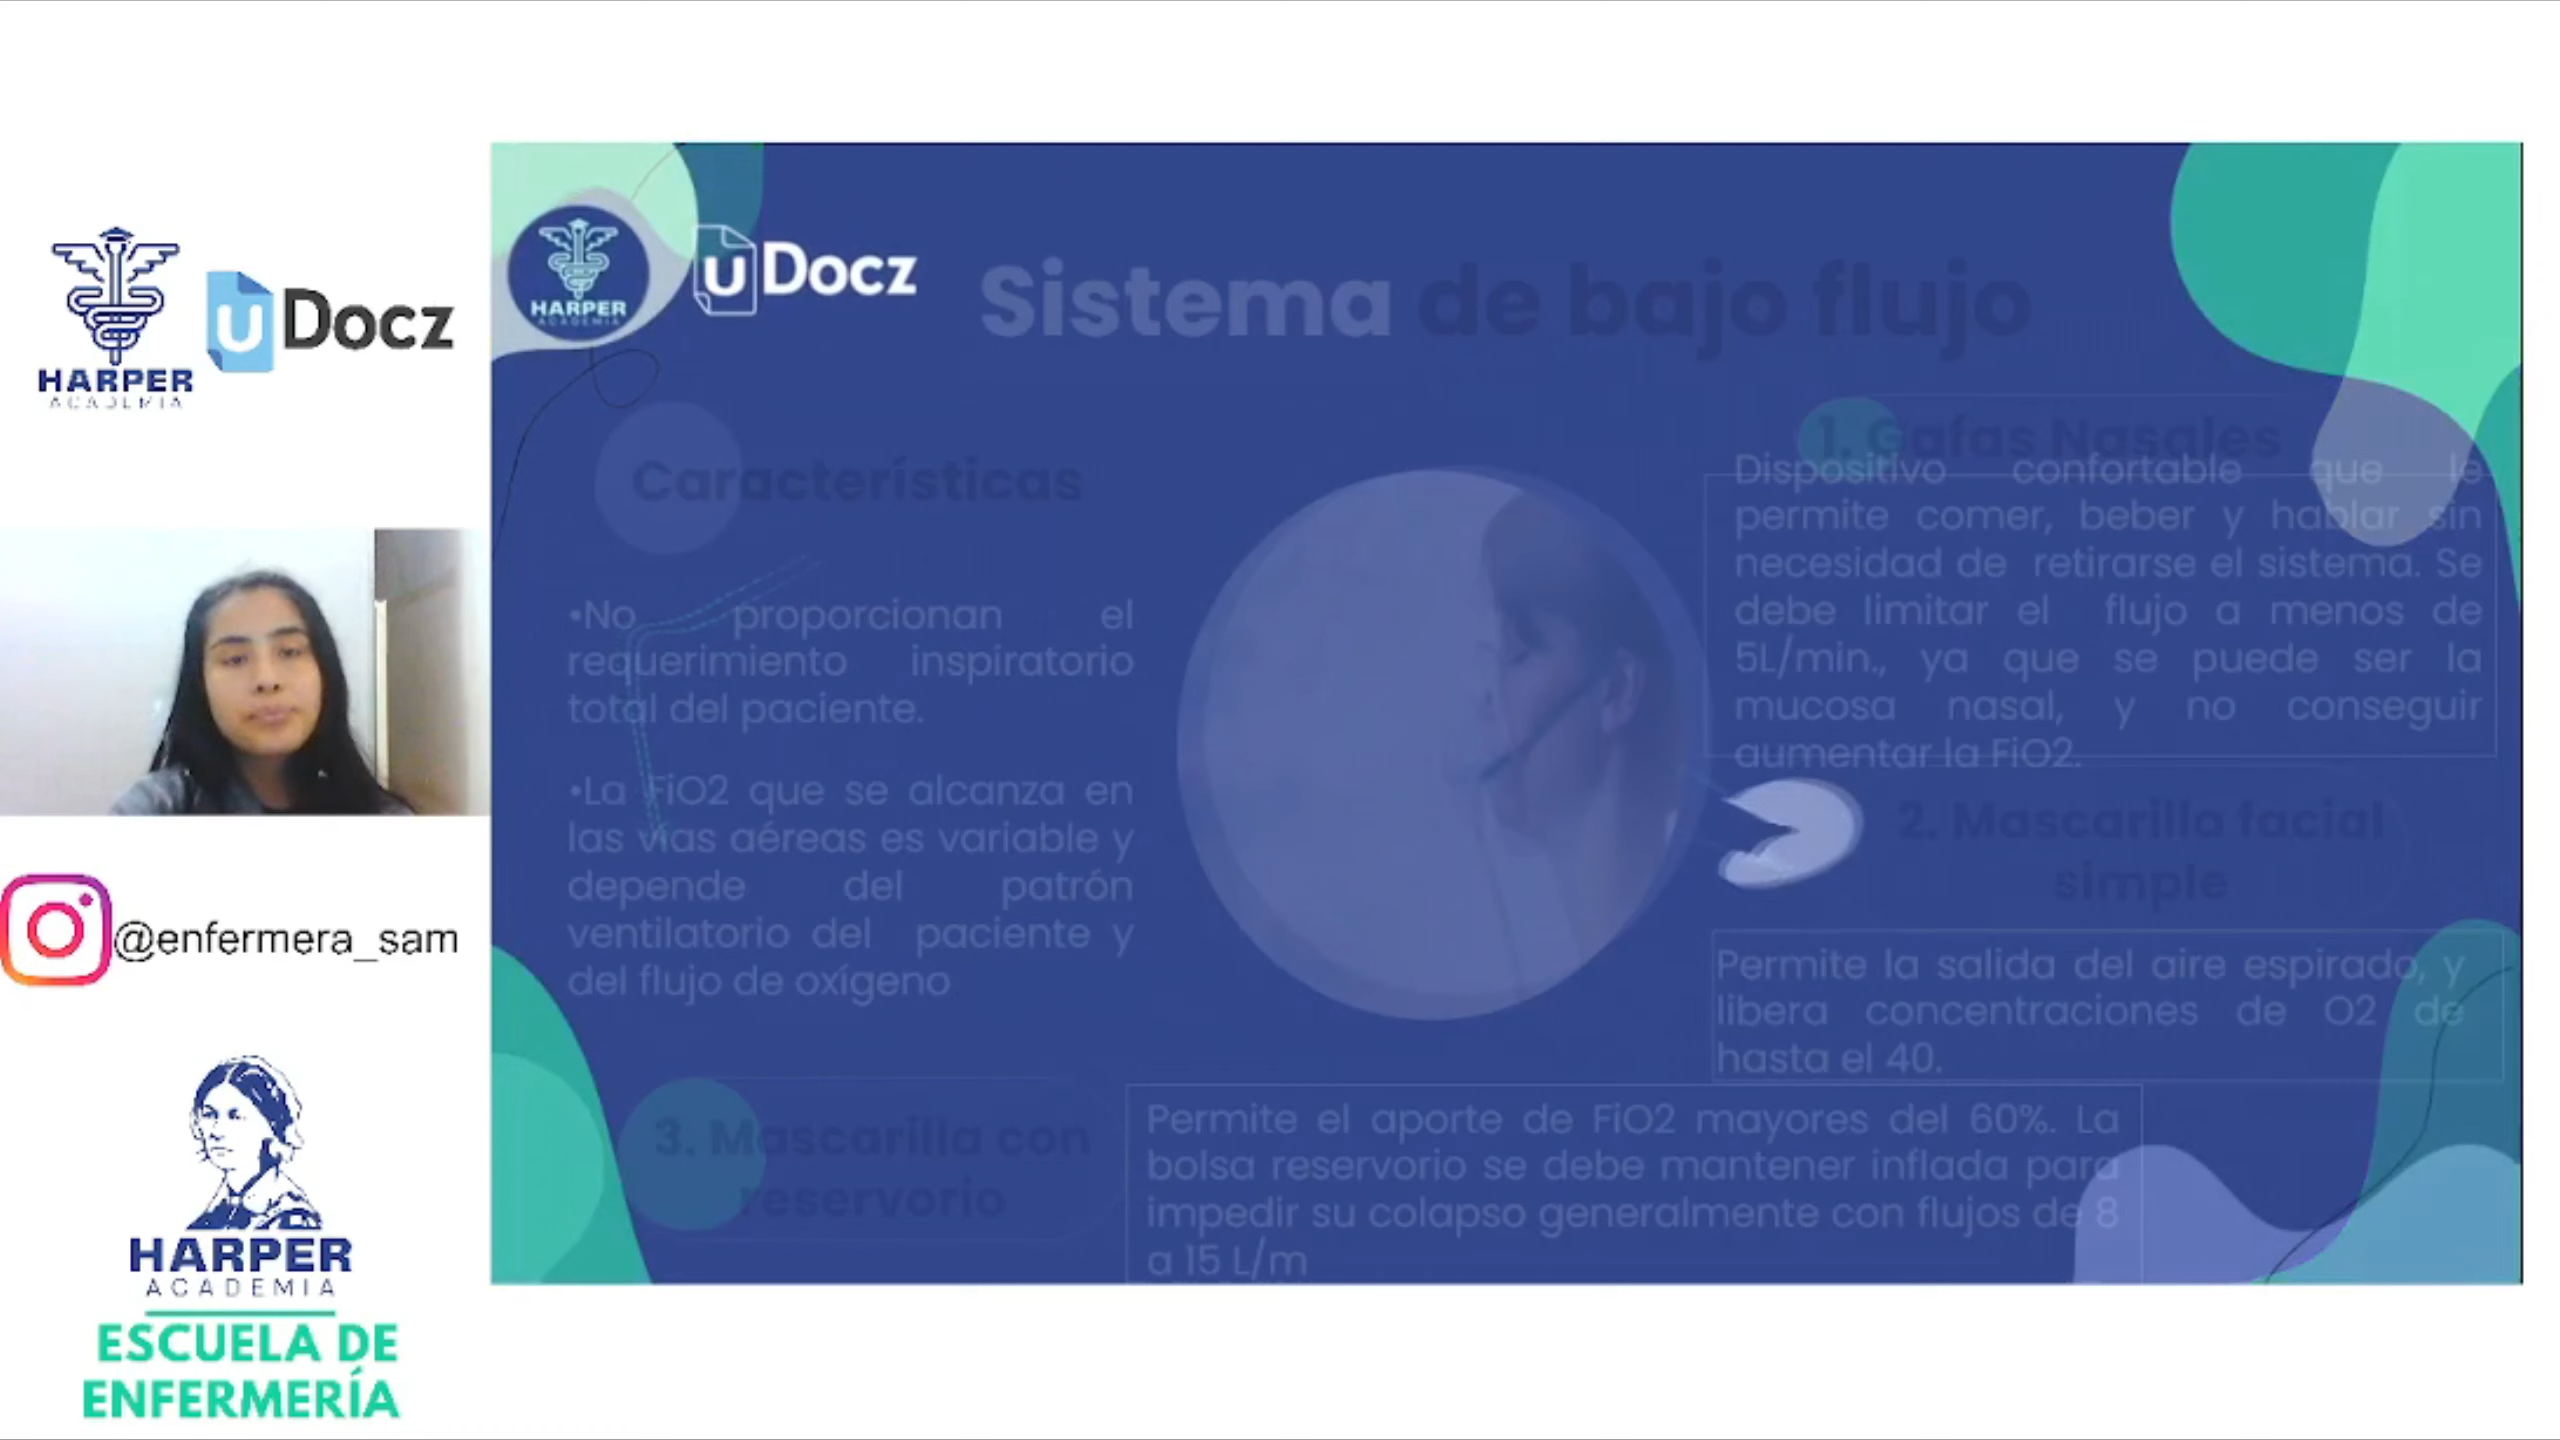 HARPER
ACADEMIA
uDocz
@enfermera_sam
HARPER
ACADEMIA
ESCUELA DE
ENFERMERÍA
HARPER
ACADEMIA
uDocz
Sistema de bajo flujo
Características
•No proporcionan el
requerimiento inspiratorio
total del paciente.
•La FiO2 que se alcanza en
las vías aéreas es variable y
depende del patrón
ventilatorio del paciente y
del flujo de oxígeno
1. Gafas Nasales
Dispositivo confortable que le
permite comer, beber y hablar sin
necesidad de retirarse el sistema. Se
debe limitar el flujo a menos de
5L/min., ya que se puede ser la
mucosa nasal, y no conseguir
aumentar la FiO2.
2. Mascarilla facial
simple
Permite la salida del aire espirado, y
libera concentraciones de O2 de
hasta el 40.
3. Mascarilla con
reservorio
Permite el aporte de FiO2 mayores del 60%. La
bolsa reservorio se debe mantener inflada para
impedir su colapso generalmente con flujos de 8
a 15 L/m